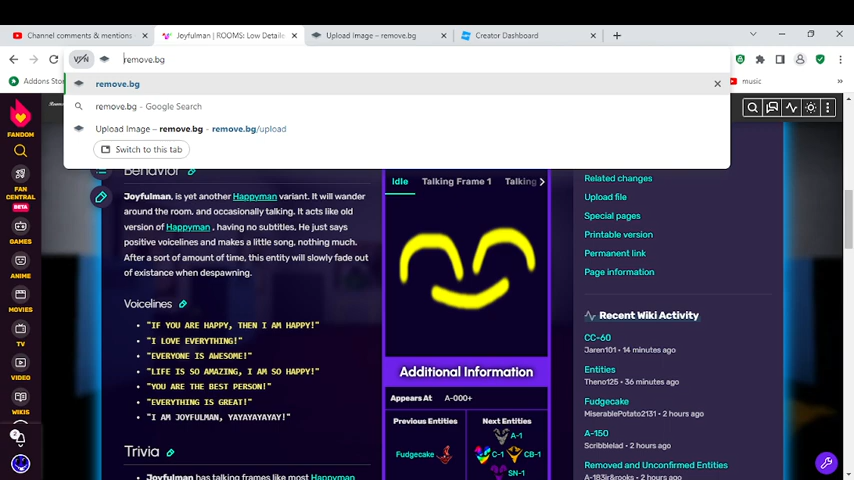 Channel comments & mentions
Joyfulman | ROOMS: Low Detaile
Upload Image – remove.bg
Creator Dashboard
VPN
remove.bg
Addons Stor
music
remove.bg
remove.bg - Google Search
Upload Image – remove.bg - remove.bg/upload
Switch to this tab
FANDOM
FAN
CENTRAL
BETA
GAMES
ANIME
MOVIES
TV
VIDEO
WIKIS
2
Behavior
Joyfulman, is yet another Happyman variant. It will wander
around the room, and occasionally talking. It acts like old
version of Happyman , having no subtitles. He just says
positive voicelines and makes a little song, nothing much.
After a sort of amount of time, this entity will slowly fade out
of existance when despawning.
Voicelines
"IF YOU ARE HAPPY, THEN I AM HAPPY!"
"I LOVE EVERYTHING!"
"EVERYONE IS AWESOME!"
"LIFE IS SO AMAZING, I AM SO HAPPY!"
"YOU ARE THE BEST PERSON!"
"EVERYTHING IS GREAT!"
"I AM JOYFULMAN, YAYAYAYAYAY!"
Trivia
Joyfulman has talking frames like most Happyman
Idle
Talking Frame 1
Talking
Additional Information
Appears At
A-000+
Previous Entities
Next Entities
Fudgecake
A-1
C-1
CB-1
SN-1
Related changes
Upload file
Special pages
Printable version
Permanent link
Page information
Recent Wiki Activity
CC-60
Jaren101 • 14 minutes ago
Entities
Theno125 • 36 minutes ago
Fudgecake
MiserablePotato2131 • 2 hours ago
A-150
Scribblelad • 2 hours ago
Removed and Unconfirmed Entities
A-183jr&rooks • 2 hours ago